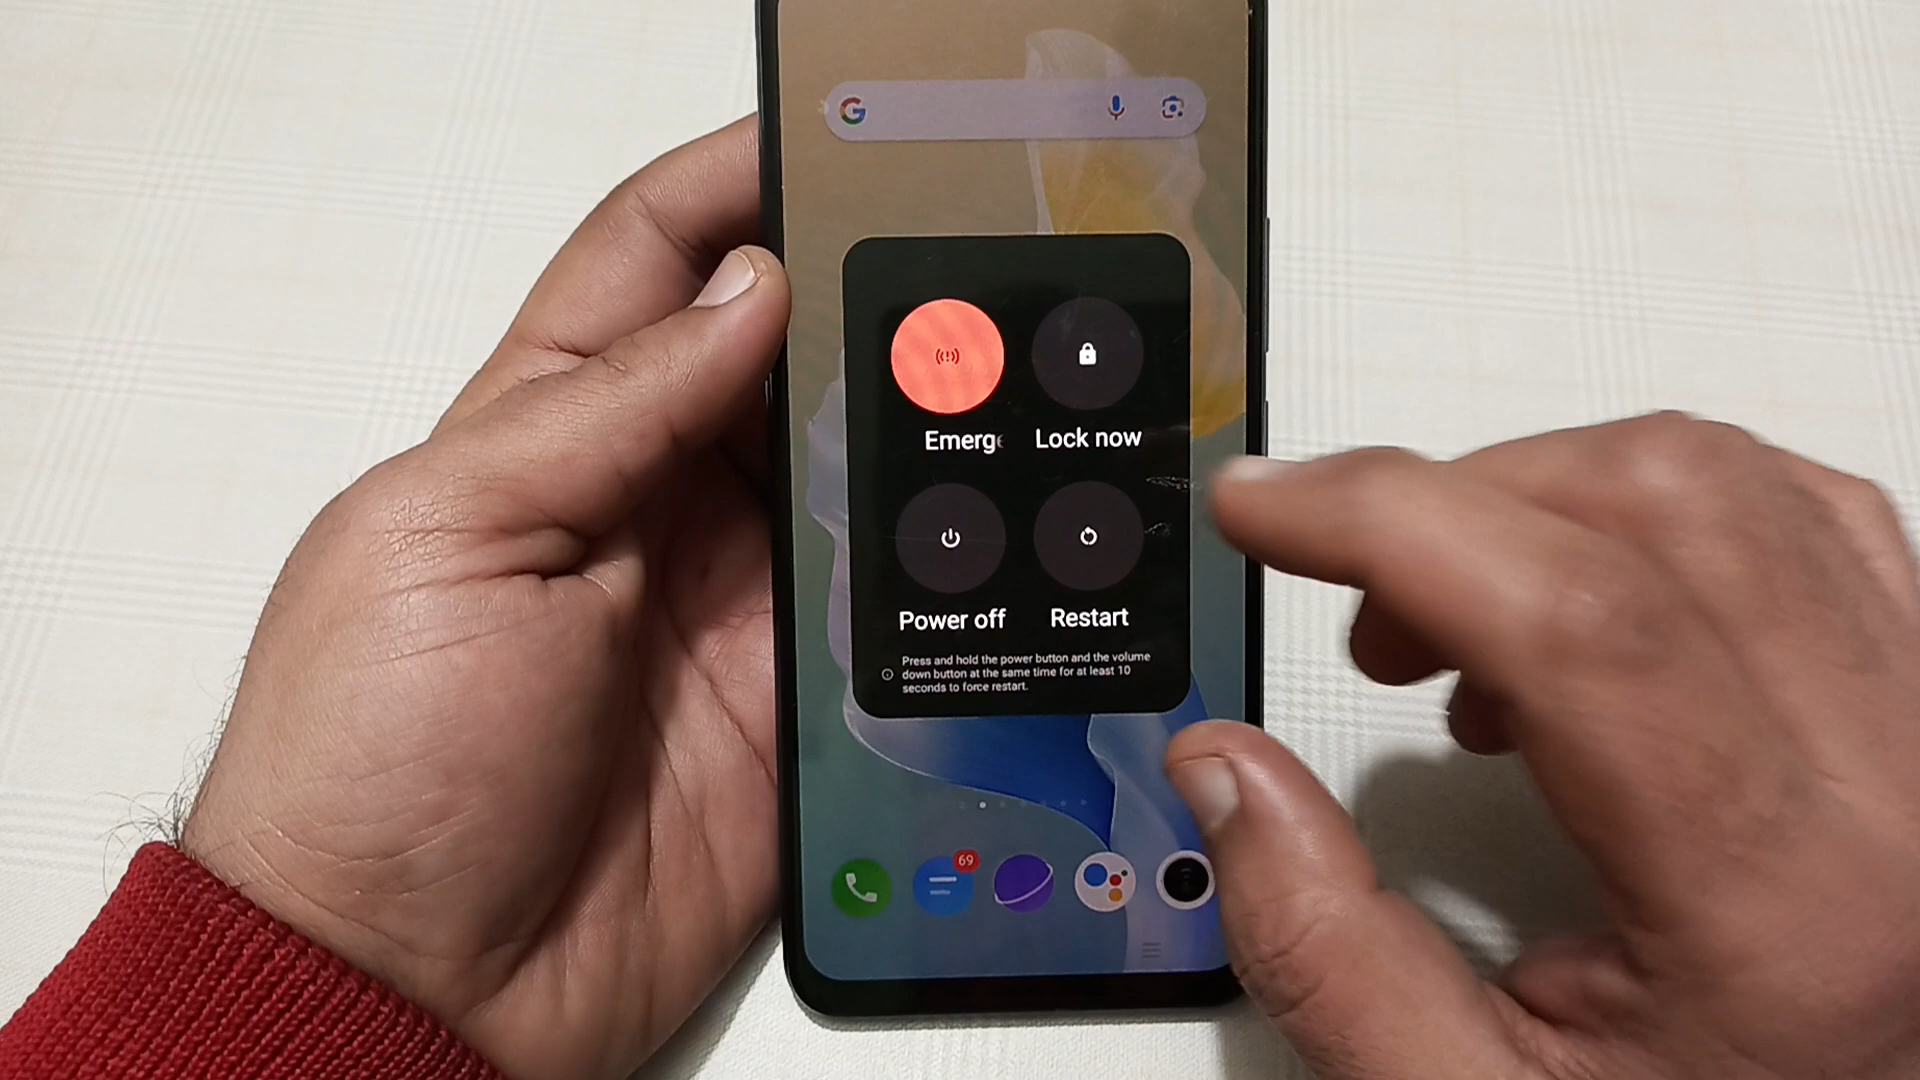 Emerge
Lock now
Power off
Restart
Press and hold the power button and the volume
down button at the same time for at least 10
seconds to force restart.
69